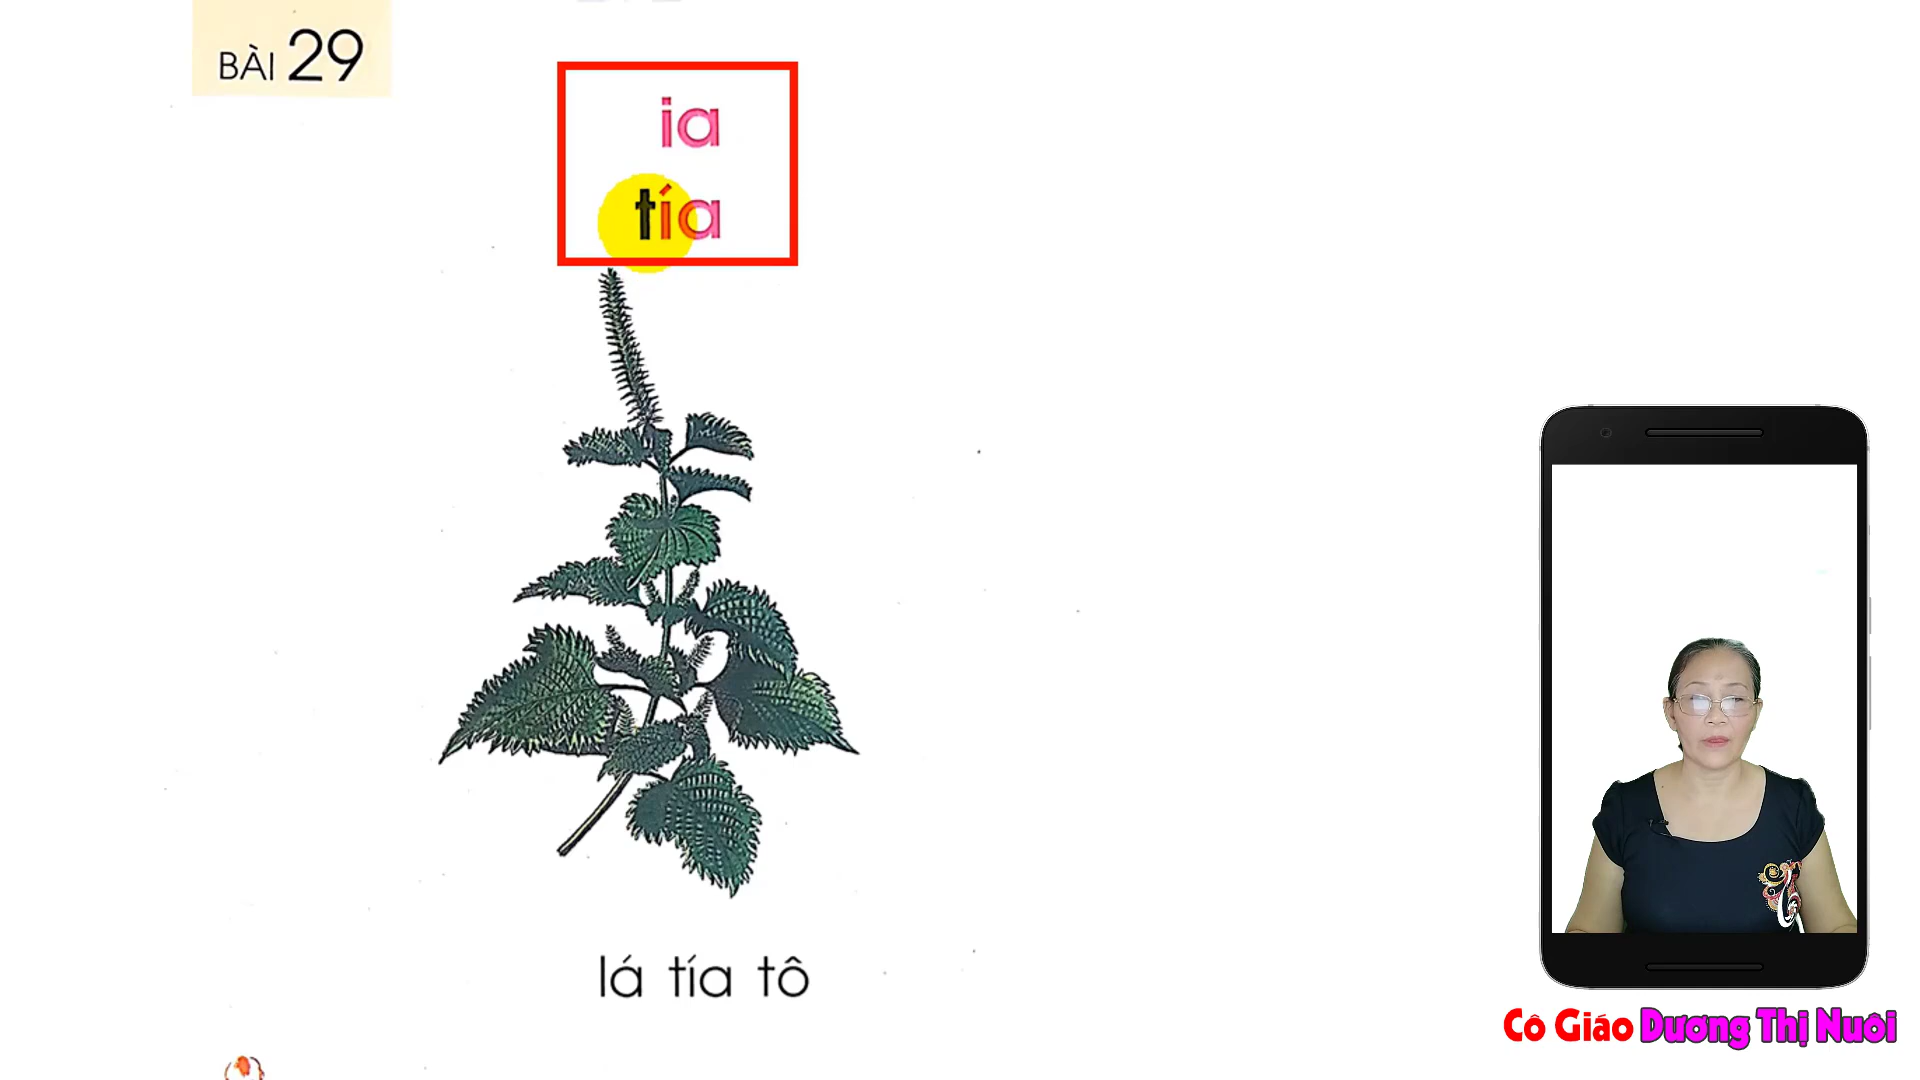 BÀI 29
ia
tía
lá tía tô
Cô Giáo Dương Thị Nuôi